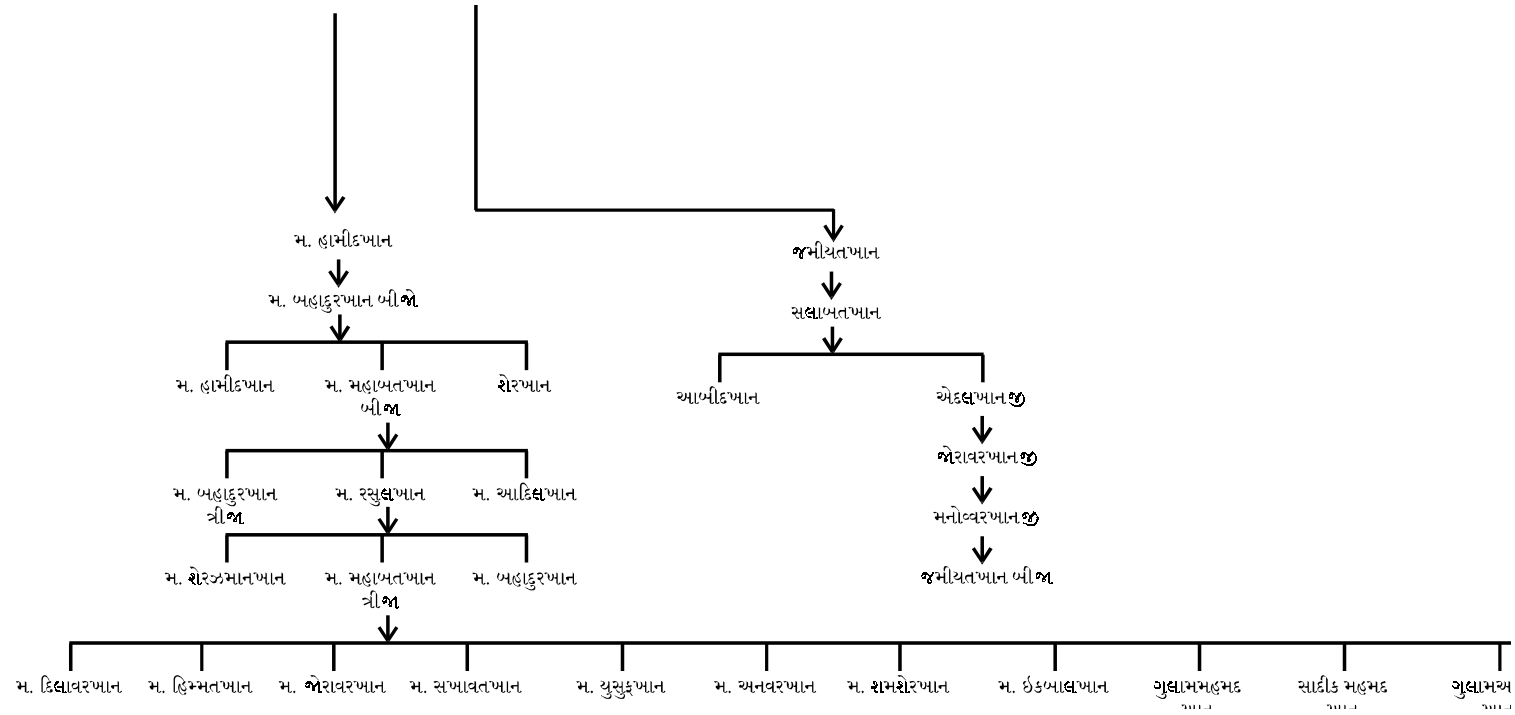 મ. હામીદખાન
જમીયતખાન
મ. બહાદુરખાન બીજો
સલાબતખાન
મ. હામીદખાન
મ. મહાબતખાન
બીજા
શેરખાન
આબીદખાન
એદલખાનજી
જોરાવરખાનજી
મ. બહાદુરખાન
ત્રીજા
મ. રસુલખાન
મ. આદિલખાન
મનોવ્વરખાનજી
મ. શેરઝમાનખાન
મ. મહાબતખાન
ત્રીજા
મ. બહાદુરખાન
જમીયતખાન બીજા
મ. દિલાવરખાન
મ. હિમ્મતખાન
મ. જોરાવરખાન
મ. સખાવતખાન
મ. યુસુફખાન
મ. અનવરખાન
મ. શમશેરખાન
મ. ઇકબાલખાન
ગુલામમહમદ
સાદીક મહમદ